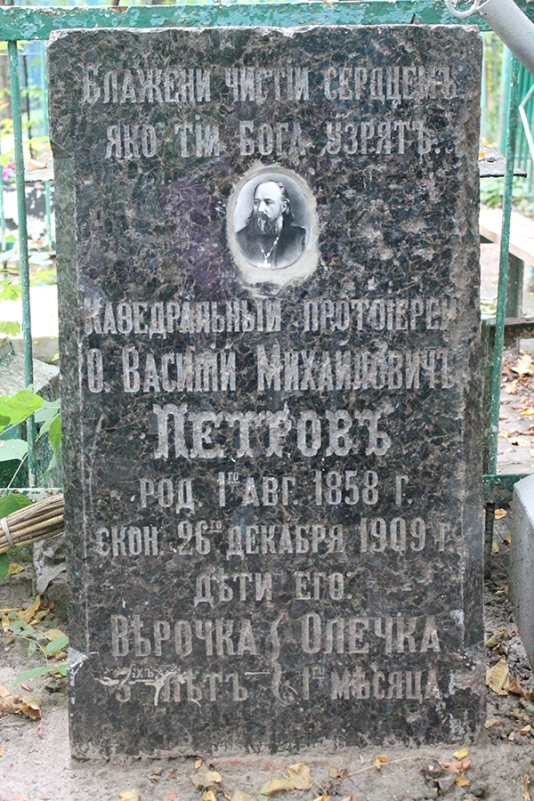 БЛАЖЕНИ ЧИСТІИ СЕРДЦЕМЪ
ЯКО ТІИ БОГА УЗРЯТЪ.
КАѲЕДРАЛЬНЫЙ ПРОТОІЕРЕЙ
О. ВАСИЛІЙ МИХАИЛОВИЧЪ
ПЕТРОВЪ
РОД. 1ГО АВГ. 1858 Г.
СКОН. 26ГО ДЕКАБРЯ 1909 Г.
ДѢТИ ЕГО:
ВѢРОЧКА ОЛЕЧКА
3ХЪ ЛѢТЪ 1ГО МѢСЯЦА